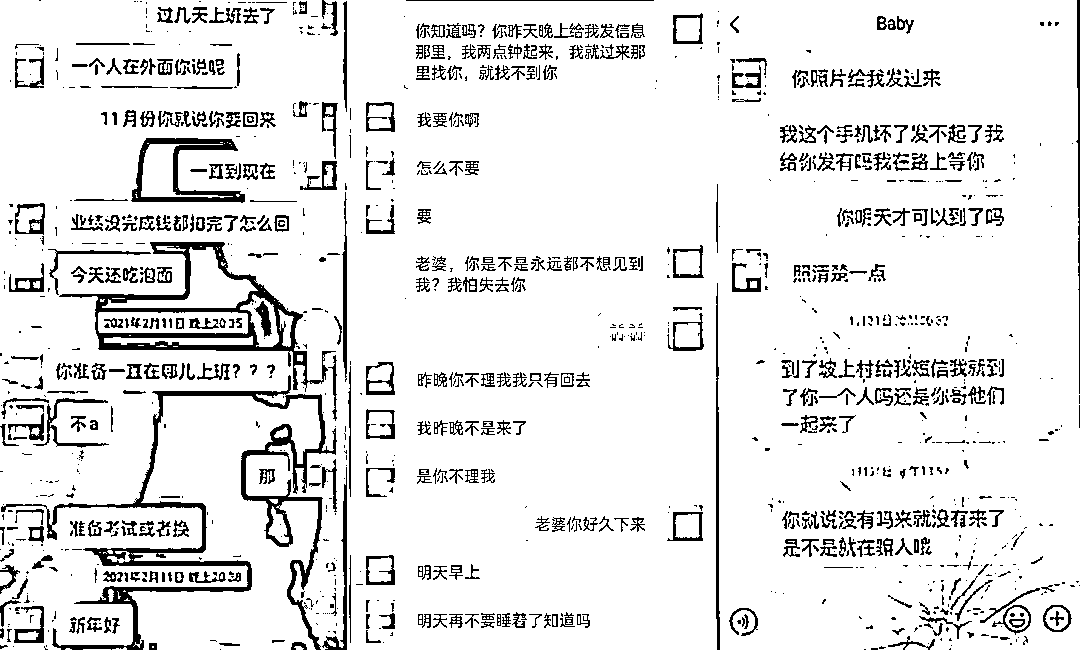 过几天上班去了
一个人在外面你说呢
11月份你就说你要回来
一直到现在
业绩没完成钱都扣完了怎么回
今天还吃泡面
2021年2月11日 晚上20:35
你准备一直在哪儿上班？？？
不a
那
准备考试或者换
2021年2月11日 晚上20:38
新年好
你知道吗？你昨天晚上给我发信息
那里，我两点钟起来，我就过来那
里找你，就找不到你
我要你啊
怎么不要
要
老婆，你是不是永远都不想见到
我？我怕失去你
昨晚你不理我我只有回去
我昨晚不是来了
是你不理我
老婆你好久下来
明天早上
明天再不要睡着了知道吗
Baby
你照片给我发过来
我这个手机坏了发不起了我
给你发有吗我在路上等你
你明天才可以到了吗
照清楚一点
到了坡上村给我短信我就到
了你一个人吗还是你哥他们
一起来了
你就说没有吗来就没有来了
是不是就在骗人哦